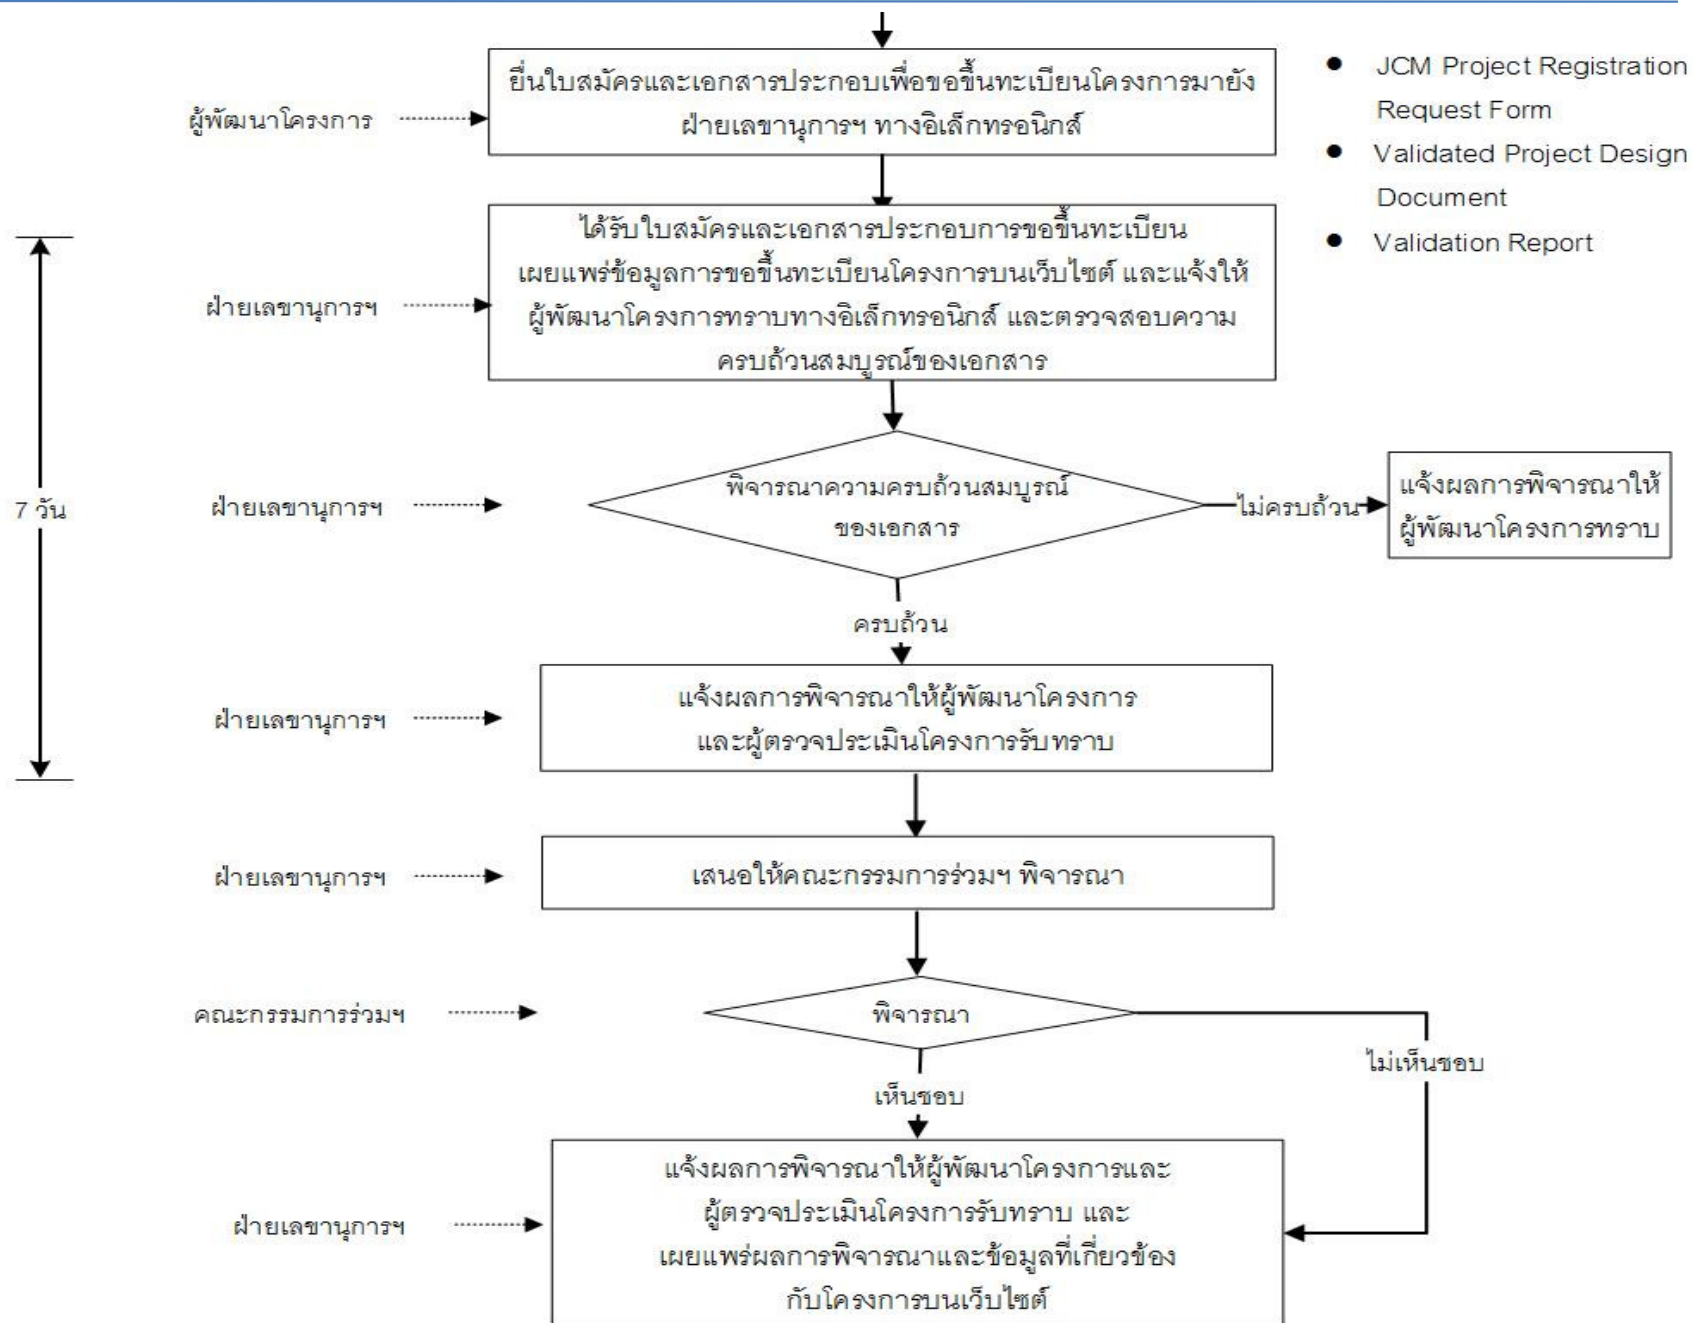 ผู้พัฒนาโครงการ
ยื่นใบสมัครและเอกสารประกอบเพื่อขอขึ้นทะเบียนโครงการมายัง
ฝ่ายเลขานุการฯ ทางอิเล็กทรอนิกส์
● JCM Project Registration
Request Form
● Validated Project Design
Document
● Validation Report
ฝ่ายเลขานุการฯ
ได้รับใบสมัครและเอกสารประกอบการขอขึ้นทะเบียน
เผยแพร่ข้อมูลการขอขึ้นทะเบียนโครงการบนเว็บไซต์ และแจ้งให้
ผู้พัฒนาโครงการทราบทางอิเล็กทรอนิกส์ และตรวจสอบความ
ครบถ้วนสมบูรณ์ของเอกสาร
7 วัน
ฝ่ายเลขานุการฯ
พิจารณาความครบถ้วนสมบูรณ์
ของเอกสาร
ไม่ครบถ้วน
แจ้งผลการพิจารณาให้
ผู้พัฒนาโครงการทราบ
ครบถ้วน
ฝ่ายเลขานุการฯ
แจ้งผลการพิจารณาให้ผู้พัฒนาโครงการ
และผู้ตรวจประเมินโครงการรับทราบ
ฝ่ายเลขานุการฯ
เสนอให้คณะกรรมการร่วมฯ พิจารณา
คณะกรรมการร่วมฯ
พิจารณา
ไม่เห็นชอบ
เห็นชอบ
ฝ่ายเลขานุการฯ
แจ้งผลการพิจารณาให้ผู้พัฒนาโครงการและ
ผู้ตรวจประเมินโครงการรับทราบ และ
เผยแพร่ผลการพิจารณาและข้อมูลที่เกี่ยวข้อง
กับโครงการบนเว็บไซต์